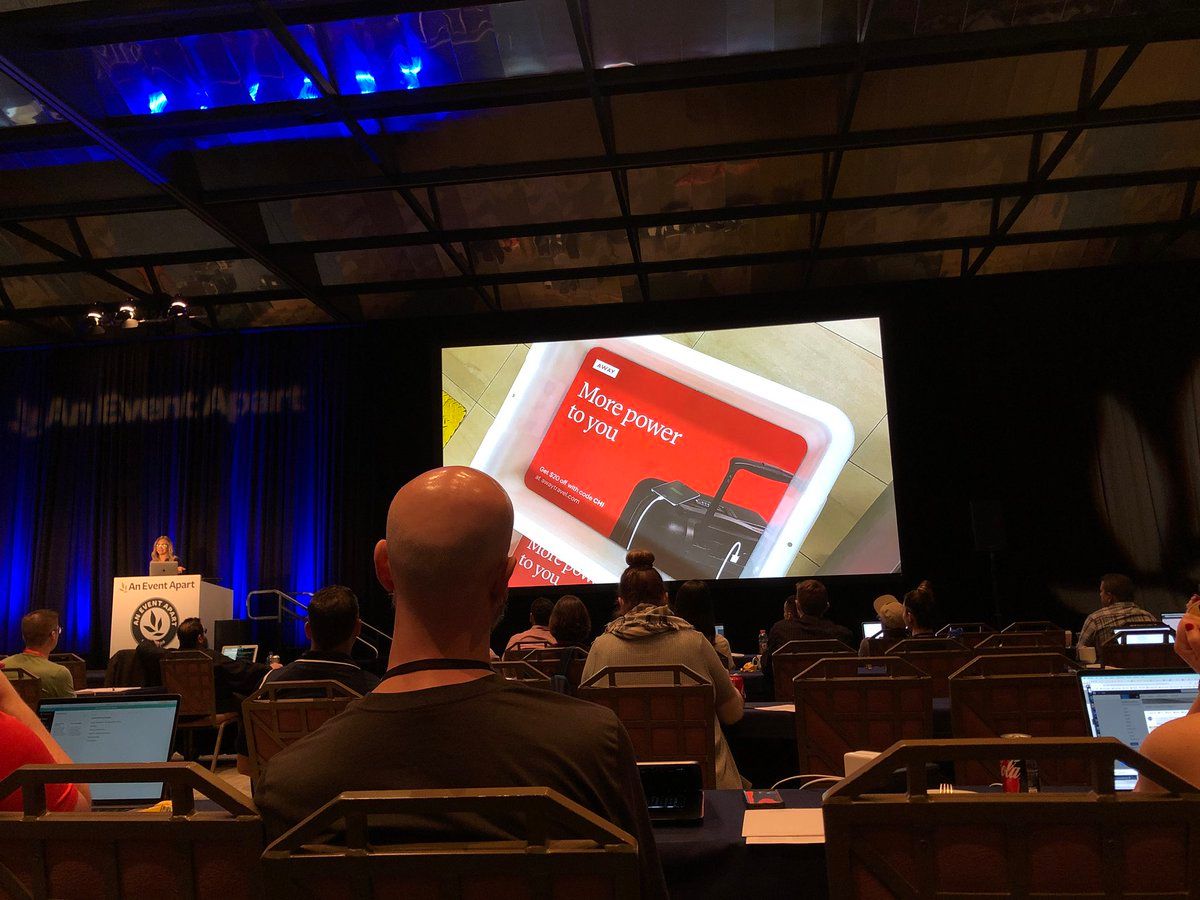 An Event Apart
AWAY
More power
to you
Get $20 off with code CHI
at awaytravel.com
More power
to you
An Event Apart
AN EVENT APART